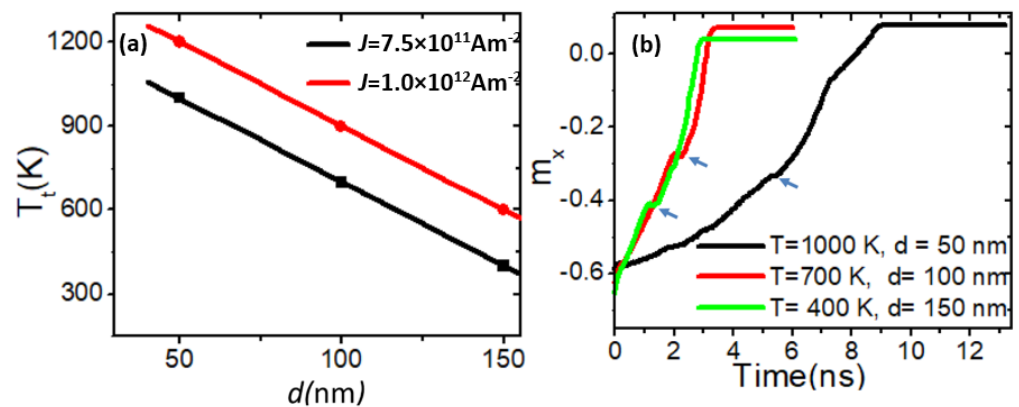 (a)
J=7.5×10¹¹Am⁻²
J=1.0×10¹²Am⁻²
1200
900
600
300
Tₜ(K)
50
100
150
d(nm)
(b)
0.0
-0.2
-0.4
-0.6
mₓ
T=1000 K, d = 50 nm
T=700 K, d= 100 nm
T= 400 K, d= 150 nm
0
2
4
6
8
10
12
Time(ns)